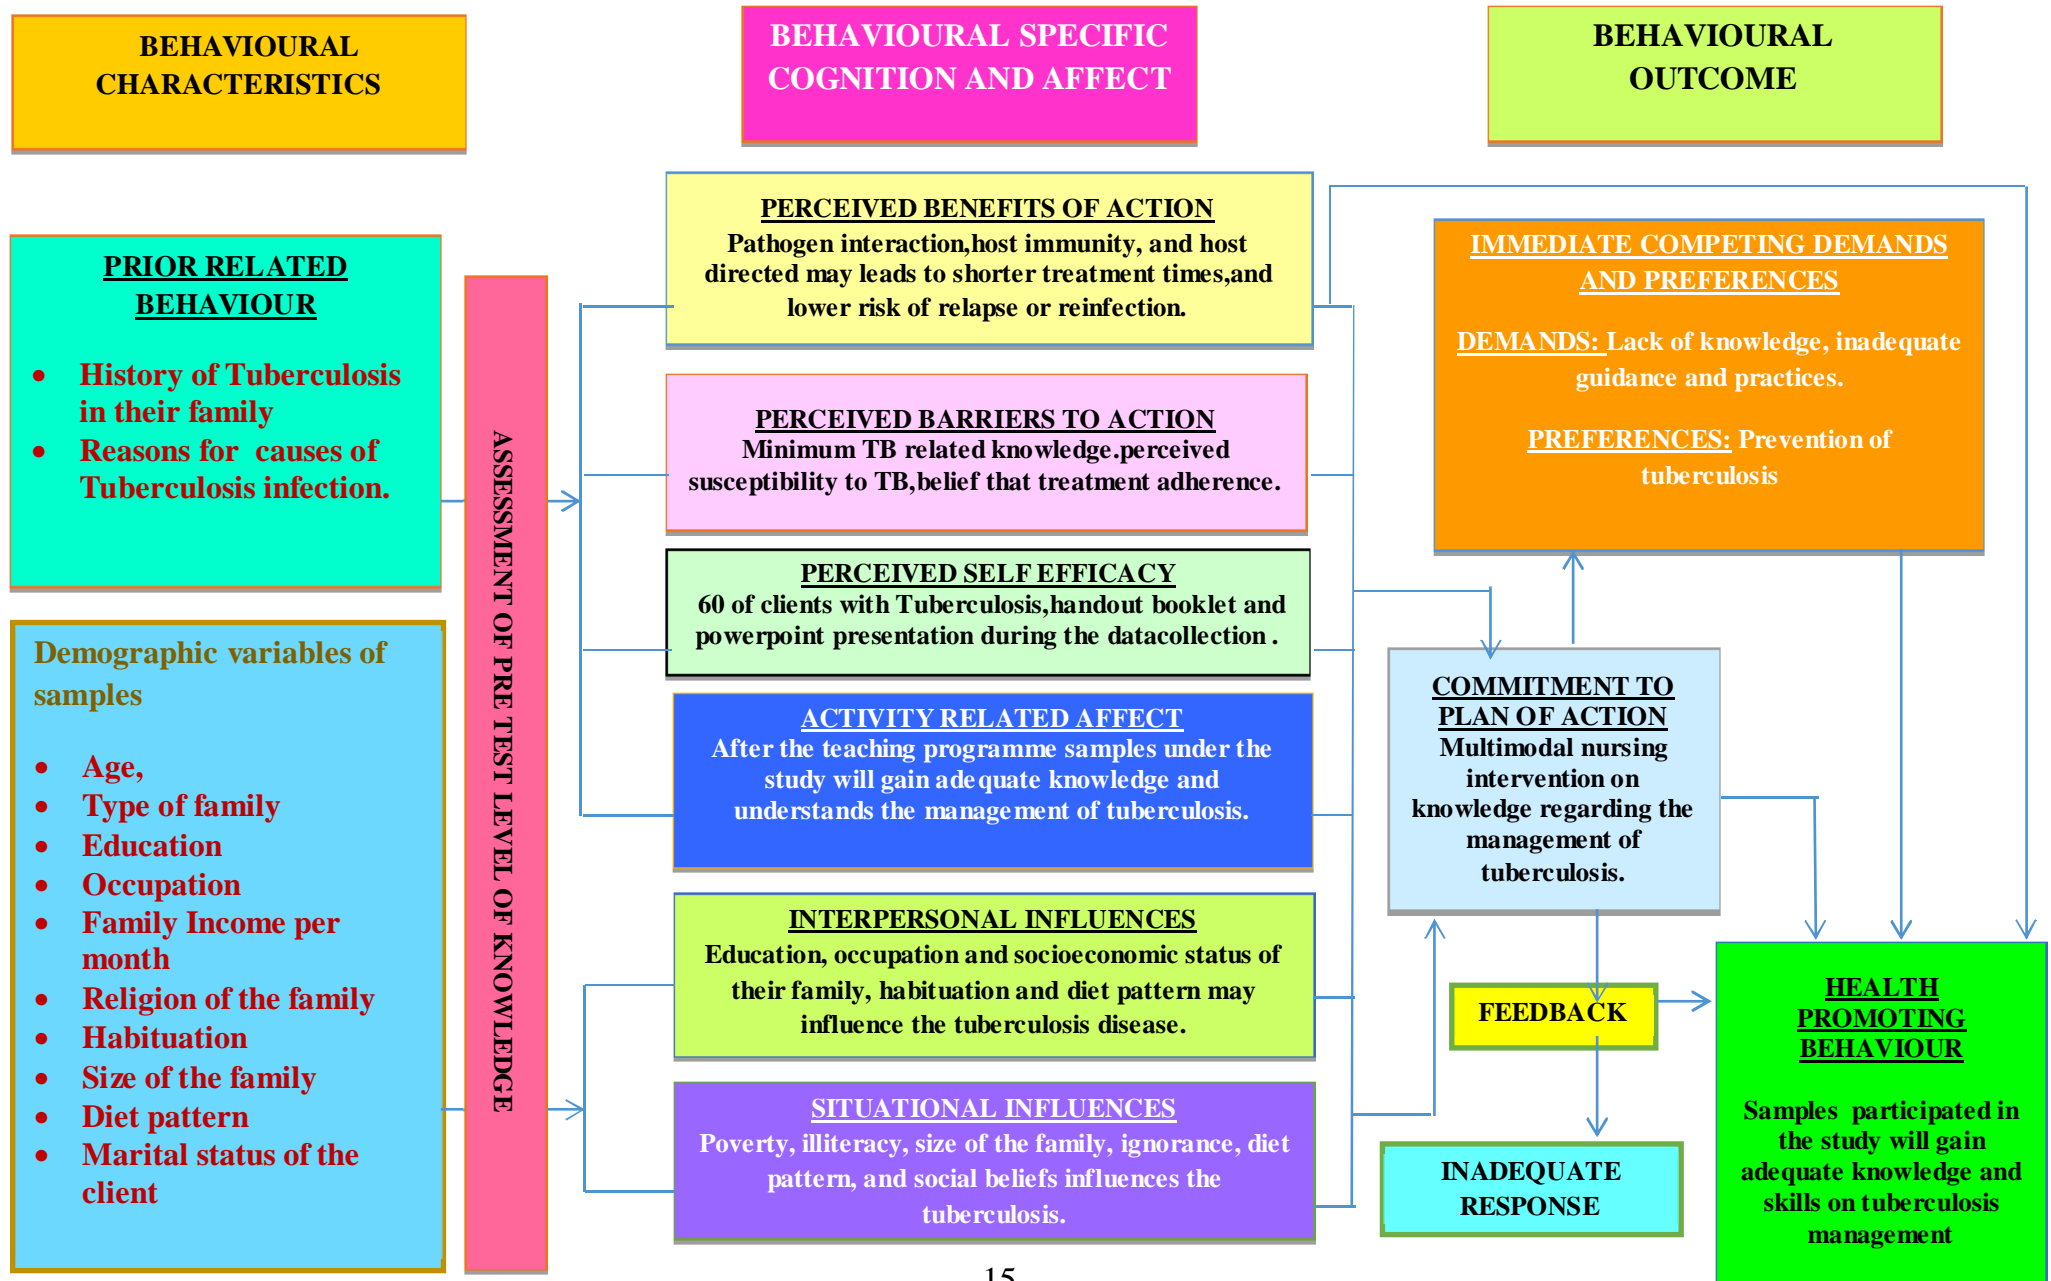 BEHAVIOURAL
CHARACTERISTICS
BEHAVIOURAL SPECIFIC
COGNITION AND AFFECT
BEHAVIOURAL
OUTCOME
PRIOR RELATED
BEHAVIOUR
• History of Tuberculosis
in their family
• Reasons for causes of
Tuberculosis infection.
Demographic variables of
samples
• Age,
• Type of family
• Education
• Occupation
• Family Income per
month
• Religion of the family
• Habituation
• Size of the family
• Diet pattern
• Marital status of the
client
ASSESSMENT OF PRE TEST LEVEL OF KNOWLEDGE
PERCEIVED BENEFITS OF ACTION
Pathogen interaction,host immunity, and host
directed may leads to shorter treatment times,and
lower risk of relapse or reinfection.
PERCEIVED BARRIERS TO ACTION
Minimum TB related knowledge.perceived
susceptibility to TB,belief that treatment adherence.
PERCEIVED SELF EFFICACY
60 of clients with Tuberculosis,handout booklet and
powerpoint presentation during the datacollection .
ACTIVITY RELATED AFFECT
After the teaching programme samples under the
study will gain adequate knowledge and
understands the management of tuberculosis.
INTERPERSONAL INFLUENCES
Education, occupation and socioeconomic status of
their family, habituation and diet pattern may
influence the tuberculosis disease.
SITUATIONAL INFLUENCES
Poverty, illiteracy, size of the family, ignorance, diet
pattern, and social beliefs influences the
tuberculosis.
IMMEDIATE COMPETING DEMANDS
AND PREFERENCES
DEMANDS: Lack of knowledge, inadequate
guidance and practices.
PREFERENCES: Prevention of
tuberculosis
COMMITMENT TO
PLAN OF ACTION
Multimodal nursing
intervention on
knowledge regarding the
management of
tuberculosis.
FEEDBACK
INADEQUATE
RESPONSE
HEALTH
PROMOTING
BEHAVIOUR
Samples participated in
the study will gain
adequate knowledge and
skills on tuberculosis
management
15